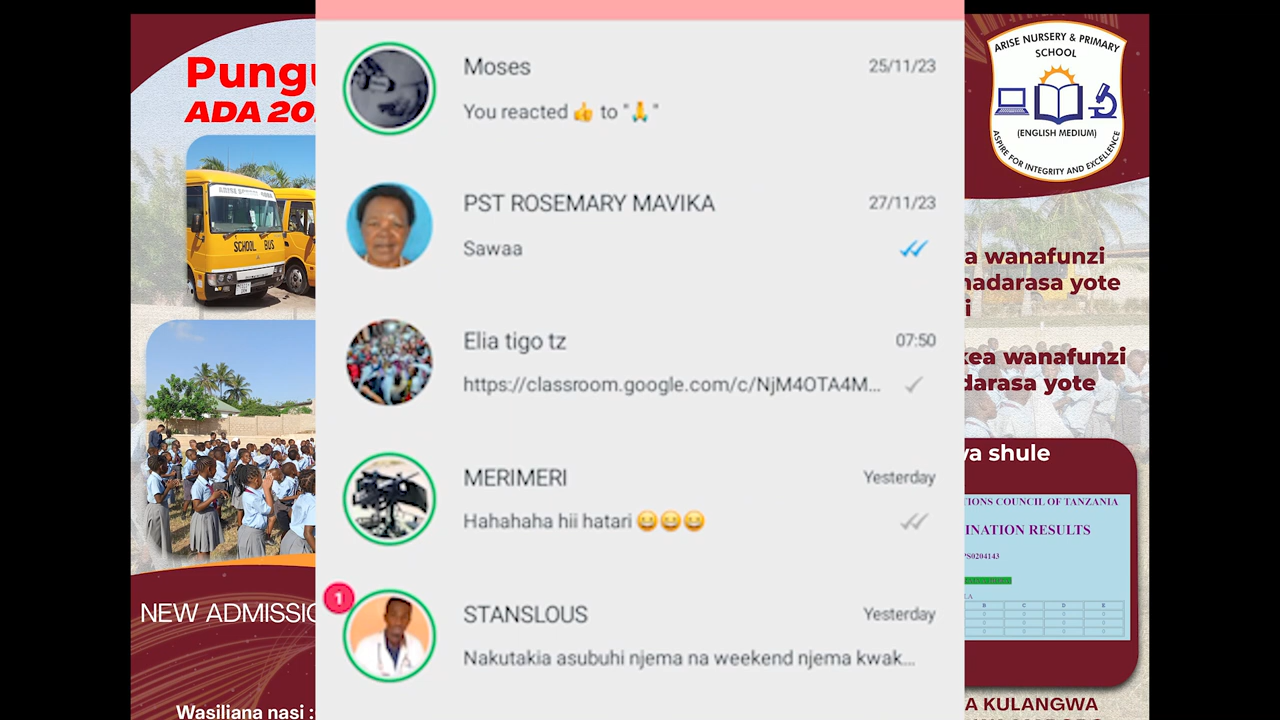 Pungu
ADA 20
SCHOOL BUS
NEW ADMISSIO
Wasiliana nasi :
Moses
25/11/23
You reacted 👍 to "🙏"
PST ROSEMARY MAVIKA
27/11/23
Sawaa
Elia tigo tz
07:50
https://classroom.google.com/c/NjM4OTA4M...
MERIMERI
Yesterday
Hahahaha hii hatari 😀😀😀
1
STANSLOUS
Yesterday
Nakutakia asubuhi njema na weekend njema kwak...
ARISE NURSERY & PRIMARY
SCHOOL
(ENGLISH MEDIUM)
ASPIRE FOR INTEGRITY AND EXCELLENCE
a wanafunzi
madarasa yote
i
kea wanafunzi
darasa yote
ya shule
TIONS COUNCIL OF TANZANIA
INATION RESULTS
PS0204143
A KULANGWA